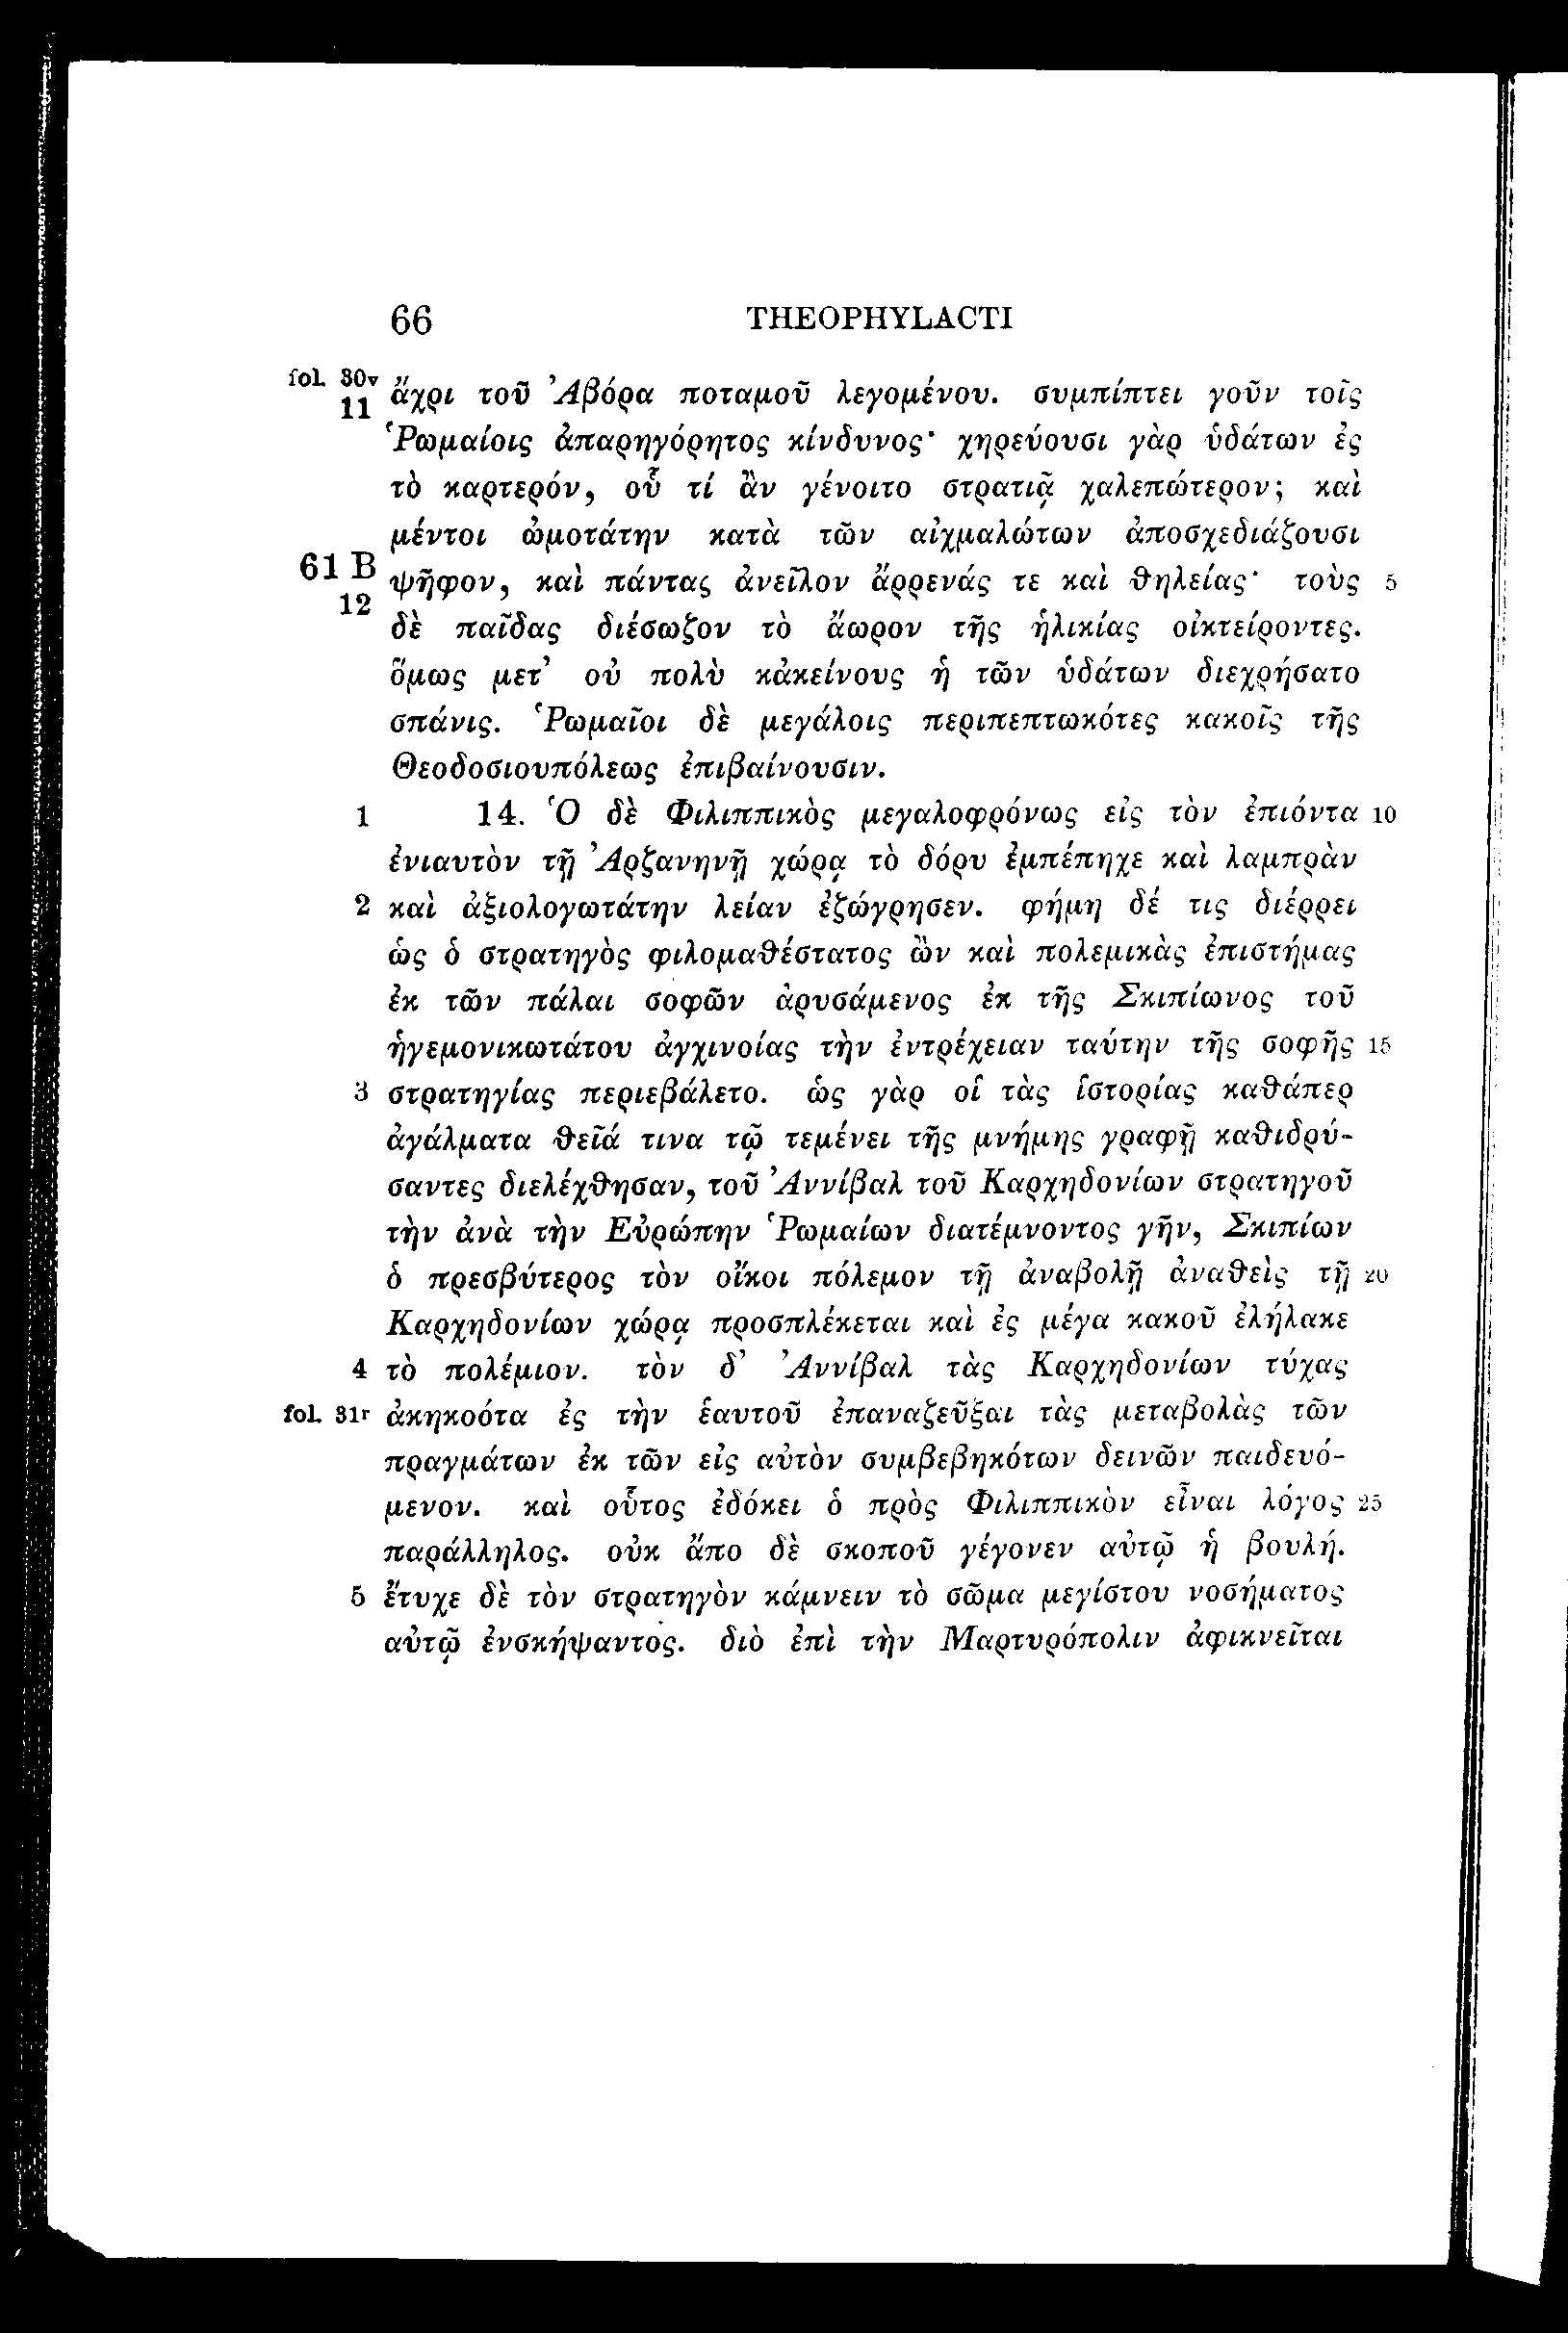 66 THEOPHYLACTI
fol. 30v ἄχρι τοῦ Ἀβόρα ποταμοῦ λεγομένου. συμπίπτει γοῦν τοῖς
11 Ῥωμαίοις ἀπαρηγόρητος κίνδυνος· χηρεύουσι γὰρ ὑδάτων ἐς
τὸ καρτερόν, οὗ τί ἂν γένοιτο στρατιᾷ χαλεπώτερον; καὶ
μέντοι ὠμοτάτην κατὰ τῶν αἰχμαλώτων ἀποσχεδιάζουσι
61 B ψῆφον, καὶ πάντας ἀνεῖλον ἄρρενάς τε καὶ θηλείας· τοὺς 5
12 δὲ παῖδας διέσωζον τὸ ἄωρον τῆς ἡλικίας οἰκτείροντες.
ὅμως μετ’ οὐ πολὺ κἀκείνους ἡ τῶν ὑδάτων διεχρήσατο
σπάνις. Ῥωμαῖοι δὲ μεγάλοις περιπεπτωκότες κακοῖς τῆς
Θεοδοσιουπόλεως ἐπιβαίνουσιν.
1 14. Ὁ δὲ Φιλιππικὸς μεγαλοφρόνως εἰς τὸν ἐπιόντα 10
ἐνιαυτὸν τῇ Ἀρζανηνῇ χώρᾳ τὸ δόρυ ἐμπέπηχε καὶ λαμπρὰν
2 καὶ ἀξιολογωτάτην λείαν ἐζώγρησεν. φήμη δέ τις διέρρει
ὡς ὁ στρατηγὸς φιλομαθέστατος ὢν καὶ πολεμικὰς ἐπιστήμας
ἐκ τῶν πάλαι σοφῶν ἀρυσάμενος ἐκ τῆς Σκιπίωνος τοῦ
ἡγεμονικωτάτου ἀγχινοίας τὴν ἐντρέχειαν ταύτην τῆς σοφῆς 15
3 στρατηγίας περιεβάλετο. ὡς γὰρ οἱ τὰς ἱστορίας καθάπερ
ἀγάλματα θεῖά τινα τῷ τεμένει τῆς μνήμης γραφῇ καθιδρύ-
σαντες διελέχθησαν, τοῦ Ἀννίβαλ τοῦ Καρχηδονίων στρατηγοῦ
τὴν ἀνὰ τὴν Εὐρώπην Ῥωμαίων διατέμνοντος γῆν, Σκιπίων
ὁ πρεσβύτερος τὸν οἴκοι πόλεμον τῇ ἀναβολῇ ἀναθεὶς τῇ 20
Καρχηδονίων χώρᾳ προσπλέκεται καὶ ἐς μέγα κακοῦ ἐλήλακε
4 τὸ πολέμιον. τὸν δ’ Ἀννίβαλ τὰς Καρχηδονίων τύχας
fol. 31r ἀκηκοότα ἐς τὴν ἑαυτοῦ ἐπαναζεῦξαι τὰς μεταβολὰς τῶν
πραγμάτων ἐκ τῶν εἰς αὐτὸν συμβεβηκότων δεινῶν παιδευό-
μενον. καὶ οὗτος ἐδόκει ὁ πρὸς Φιλιππικὸν εἶναι λόγος 25
παράλληλος. οὐκ ἄπο δὲ σκοποῦ γέγονεν αὐτῷ ἡ βουλή.
5 ἔτυχε δὲ τὸν στρατηγὸν κάμνειν τὸ σῶμα μεγίστου νοσήματος
αὐτῷ ἐνσκήψαντος. διὸ ἐπὶ τὴν Μαρτυρόπολιν ἀφικνεῖται